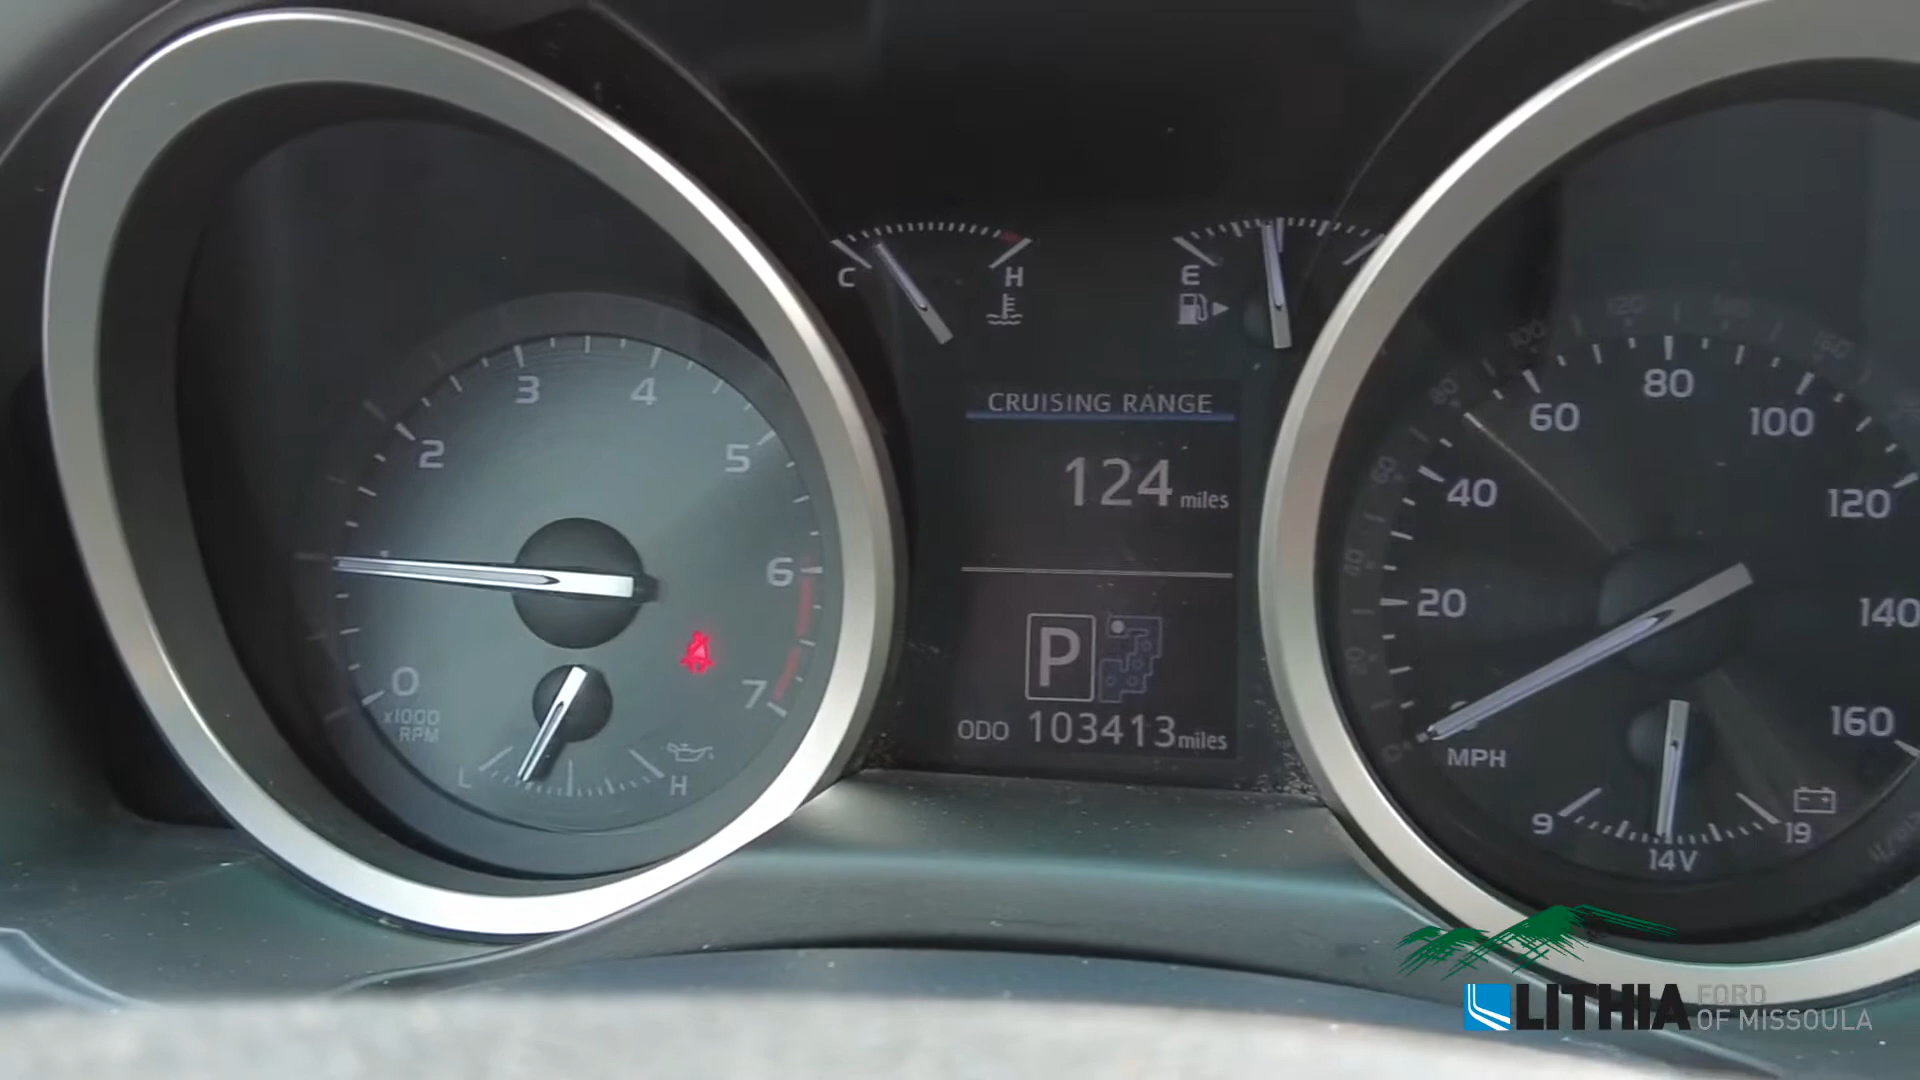 C H
E
CRUISING RANGE
124 miles
P
ODO 103413 miles
0 2 3 4 5 6 7
x1000
RPM
L H
20 40 60 80 100 120 140 160
MPH
9 14V 19
LITHIA FORD
OF MISSOULA